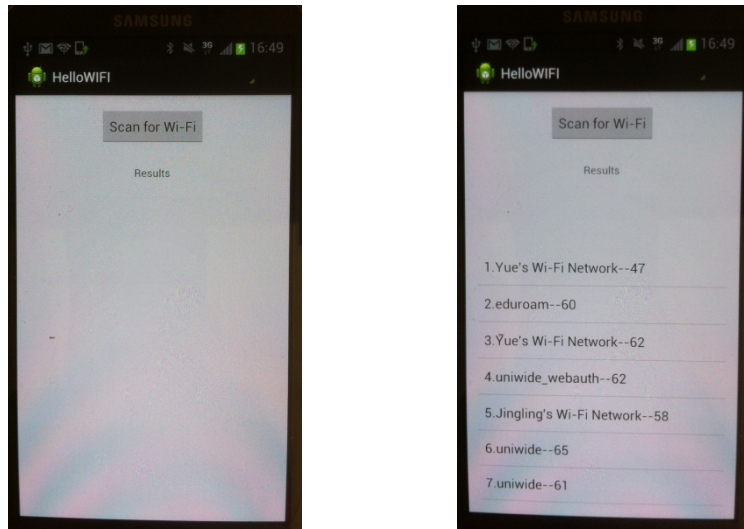 SAMSUNG
3G 16:49
HelloWIFI
Scan for Wi-Fi
Results
SAMSUNG
3G 16:49
HelloWIFI
Scan for Wi-Fi
Results
1.Yue's Wi-Fi Network--47
2.eduroam--60
3.Yue's Wi-Fi Network--62
4.uniwide_webauth--62
5.Jingling's Wi-Fi Network--58
6.uniwide--65
7.uniwide--61